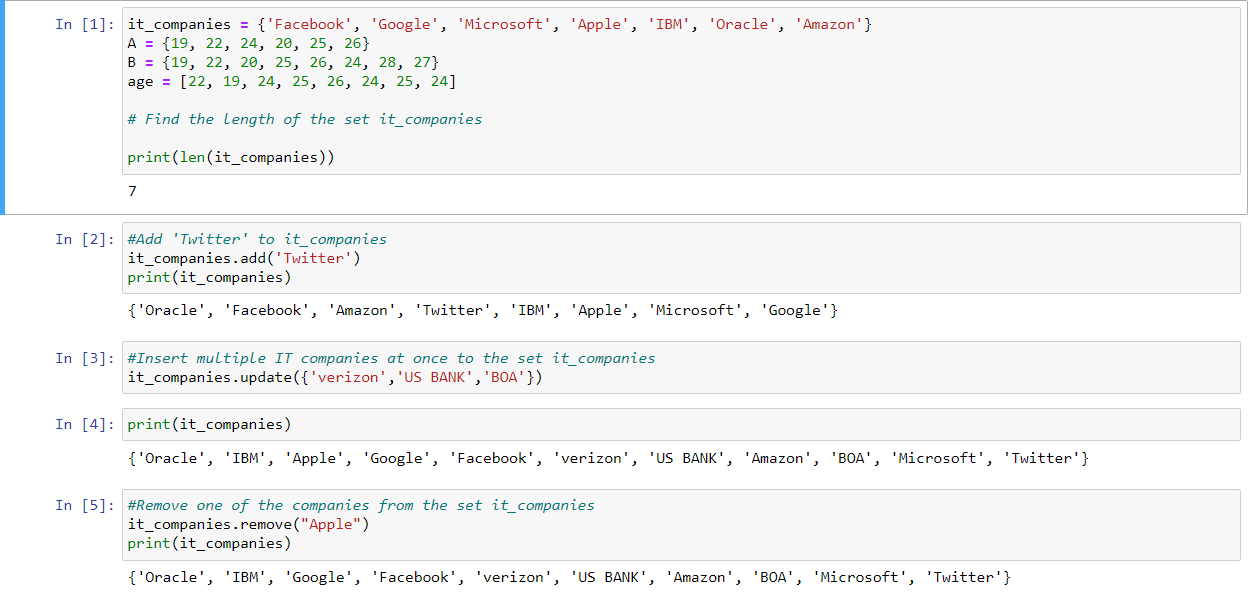 In [1]: it_companies = {'Facebook', 'Google', 'Microsoft', 'Apple', 'IBM', 'Oracle', 'Amazon'}
A = {19, 22, 24, 20, 25, 26}
B = {19, 22, 20, 25, 26, 24, 28, 27}
age = [22, 19, 24, 25, 26, 24, 25, 24]
# Find the length of the set it_companies
print(len(it_companies))
7
In [2]: #Add 'Twitter' to it_companies
it_companies.add('Twitter')
print(it_companies)
{'Oracle', 'Facebook', 'Amazon', 'Twitter', 'IBM', 'Apple', 'Microsoft', 'Google'}
In [3]: #Insert multiple IT companies at once to the set it_companies
it_companies.update({'verizon','US BANK','BOA'})
In [4]: print(it_companies)
{'Oracle', 'IBM', 'Apple', 'Google', 'Facebook', 'verizon', 'US BANK', 'Amazon', 'BOA', 'Microsoft', 'Twitter'}
In [5]: #Remove one of the companies from the set it_companies
it_companies.remove("Apple")
print(it_companies)
{'Oracle', 'IBM', 'Google', 'Facebook', 'verizon', 'US BANK', 'Amazon', 'BOA', 'Microsoft', 'Twitter'}